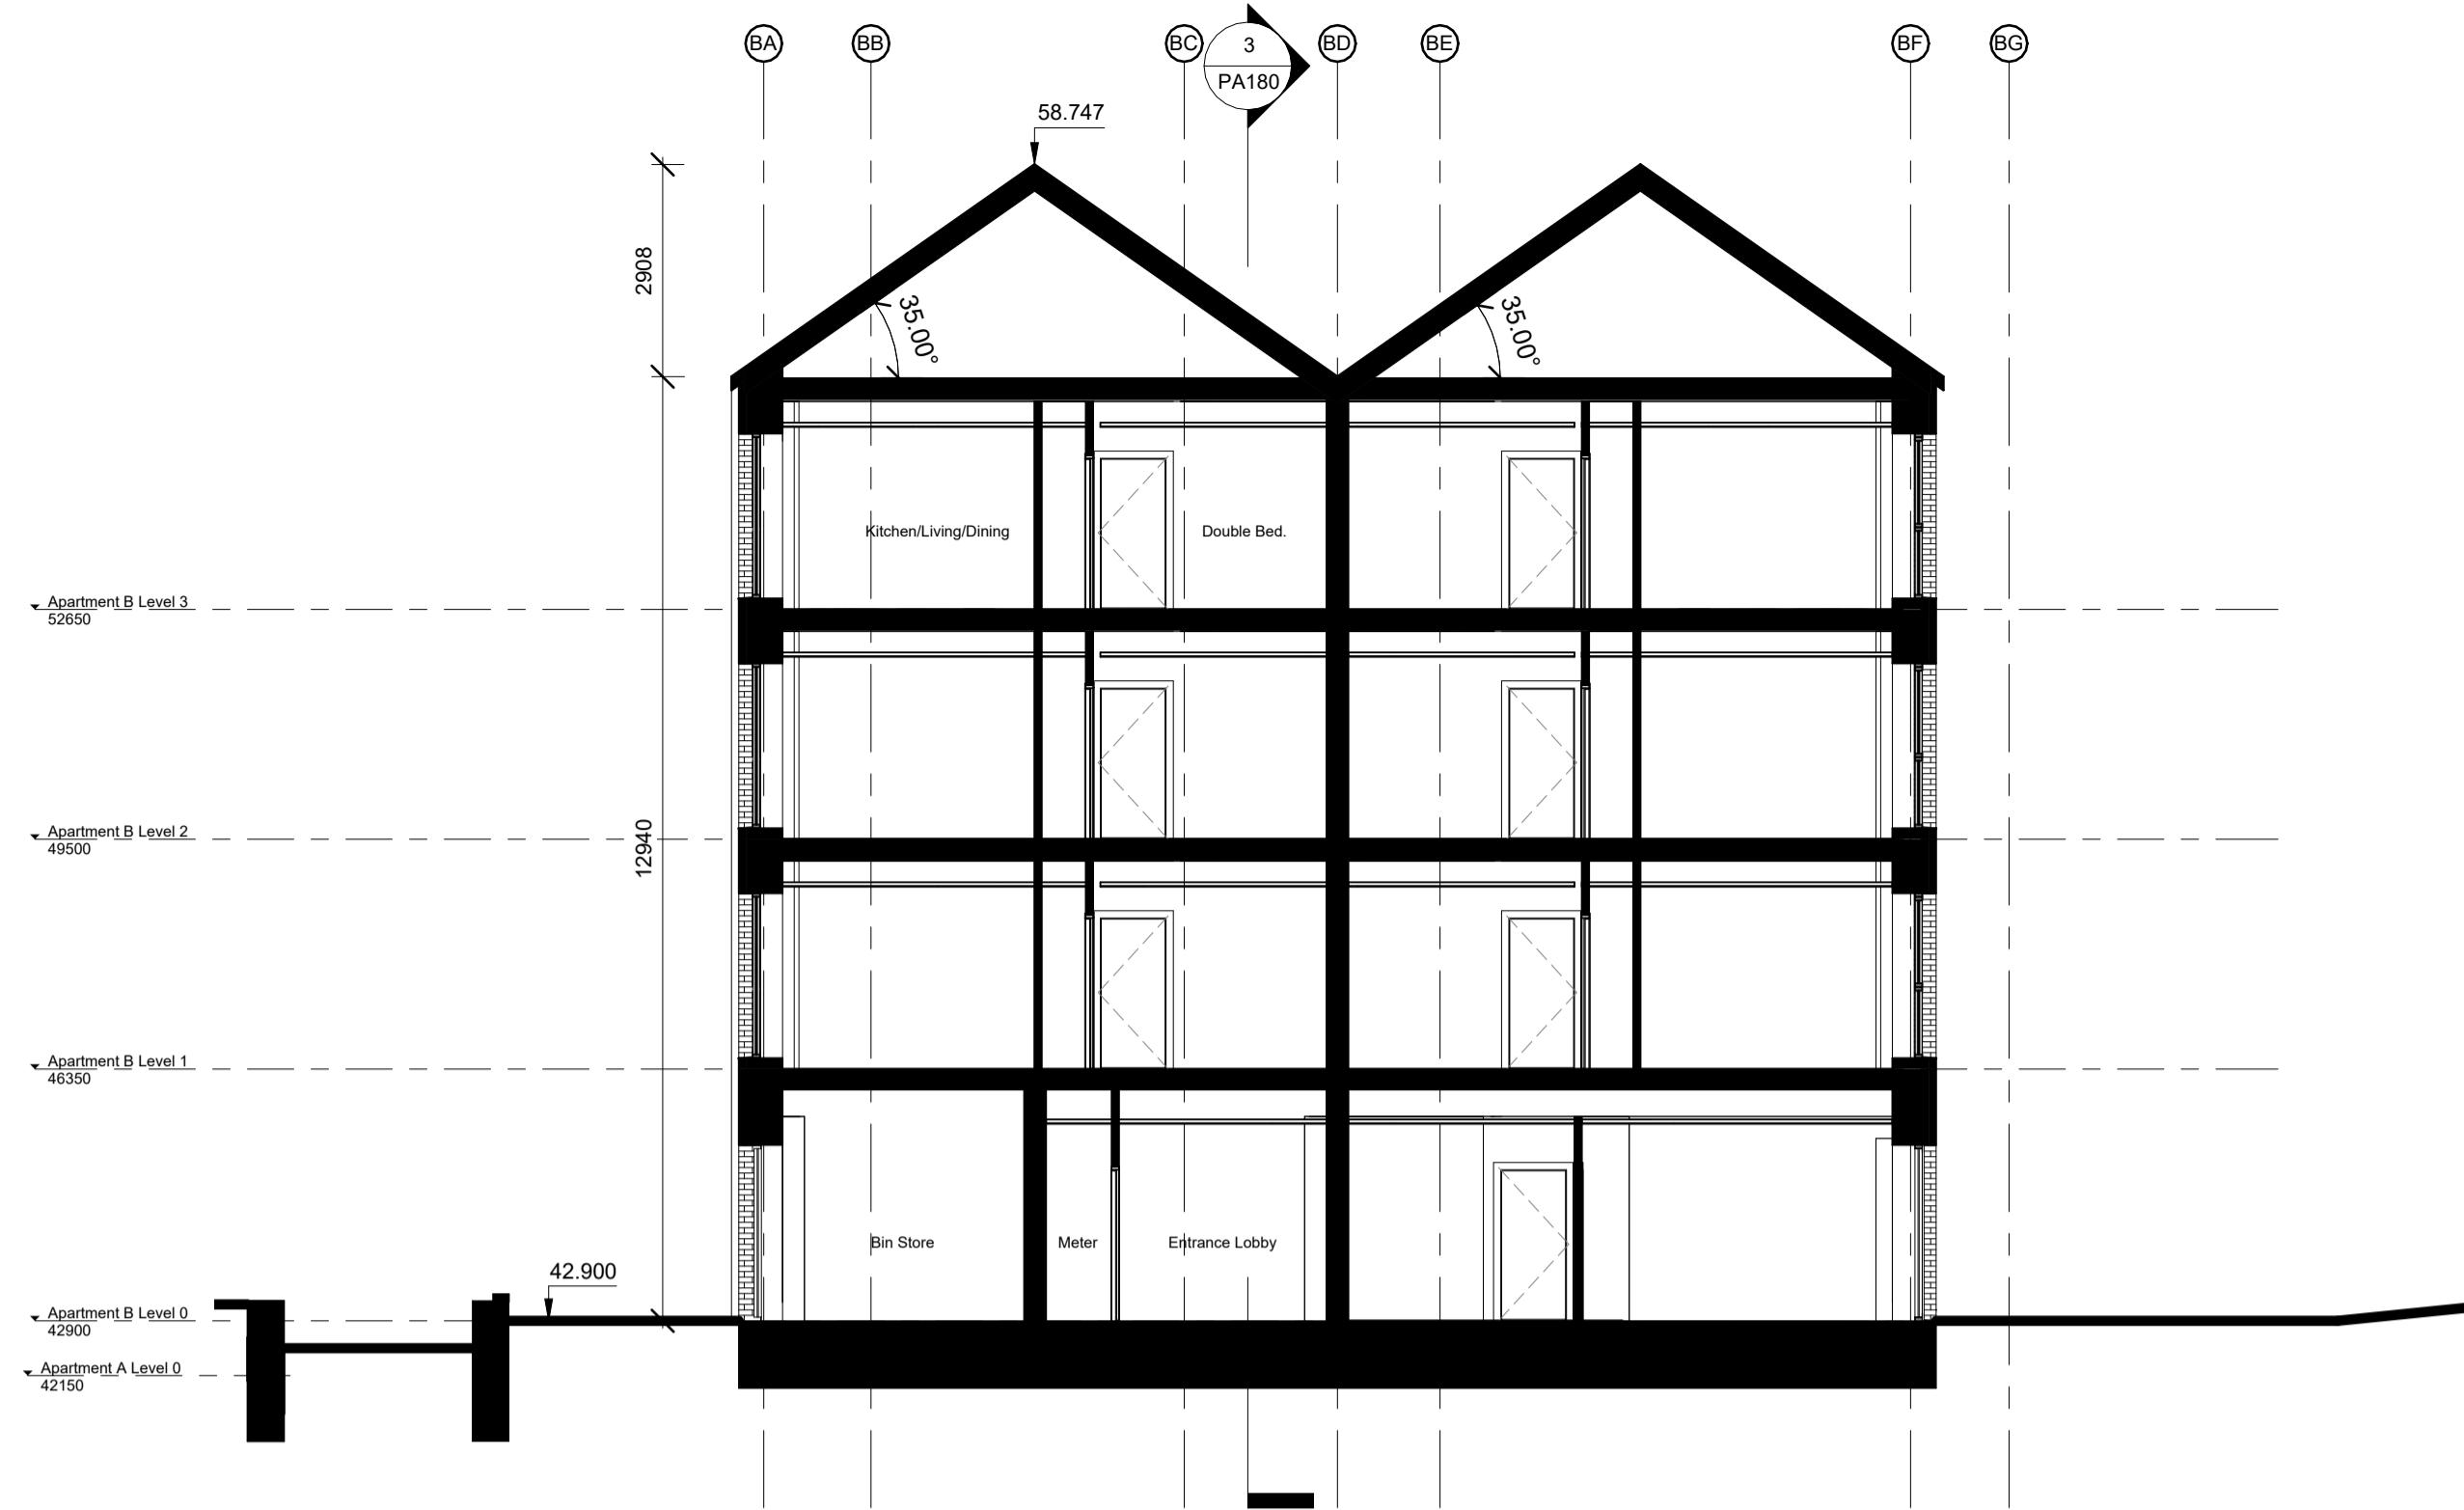 BA
BB
BC
3
PA180
BD
BE
BF
BG
58.747
2908
35.00°
35.00°
Kitchen/Living/Dining
Double Bed.
Apartment B Level 3
52650
Apartment B Level 2
49500
12940
Apartment B Level 1
46350
Bin Store
Meter
Entrance Lobby
42.900
Apartment B Level 0
42900
Apartment A Level 0
42150